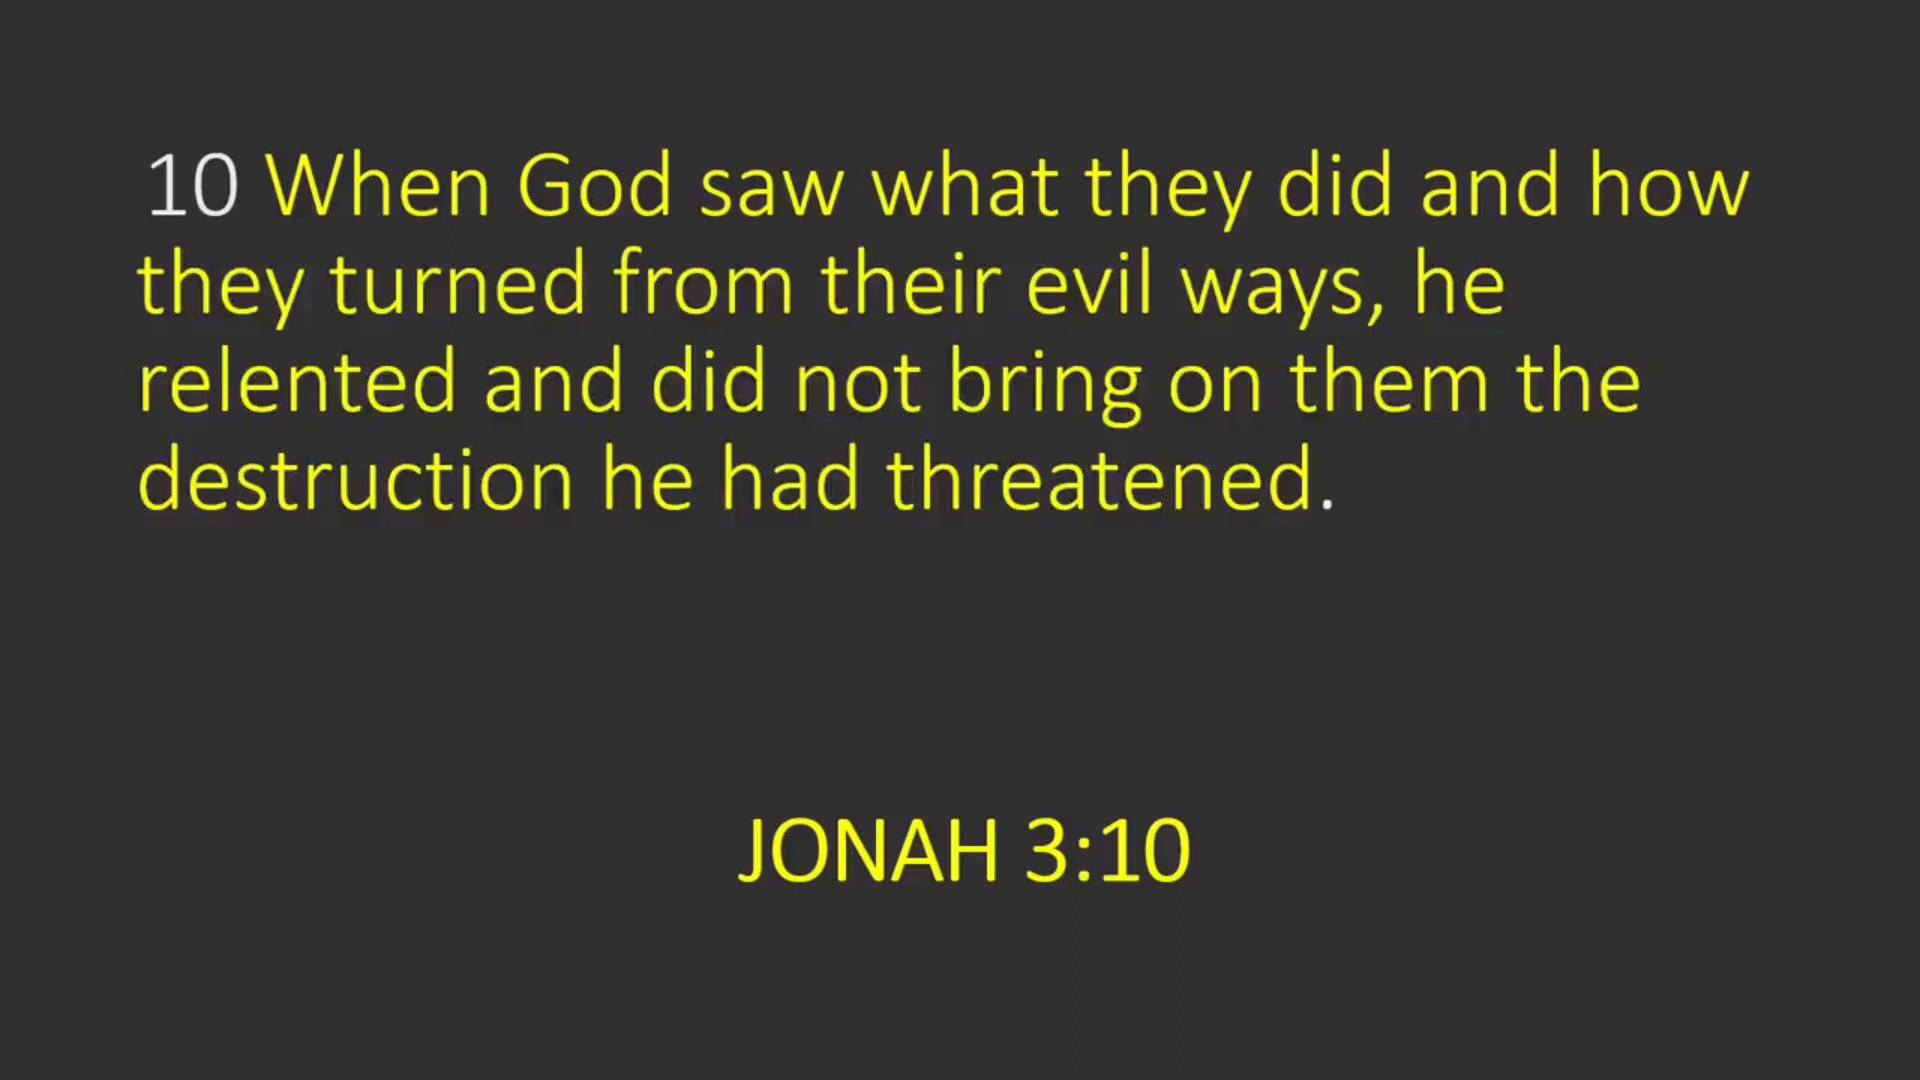 10 When God saw what they did and how
they turned from their evil ways, he
relented and did not bring on them the
destruction he had threatened.
JONAH 3:10